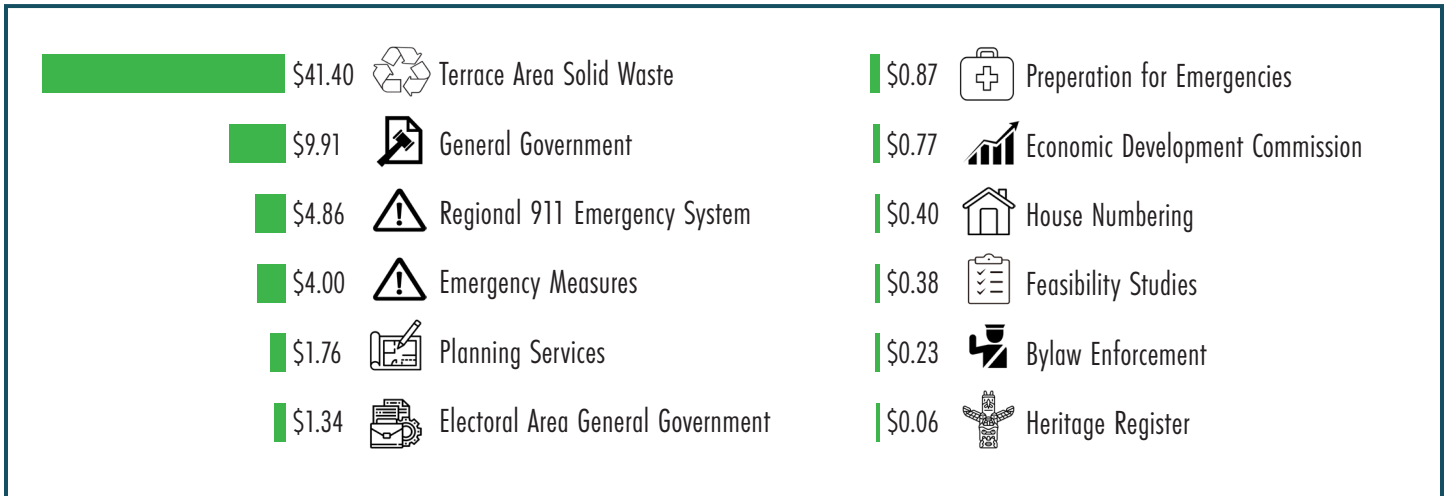 $41.40 Terrace Area Solid Waste
$9.91 General Government
$4.86 Regional 911 Emergency System
$4.00 Emergency Measures
$1.76 Planning Services
$1.34 Electoral Area General Government
$0.87 Preperation for Emergencies
$0.77 Economic Development Commission
$0.40 House Numbering
$0.38 Feasibility Studies
$0.23 Bylaw Enforcement
$0.06 Heritage Register